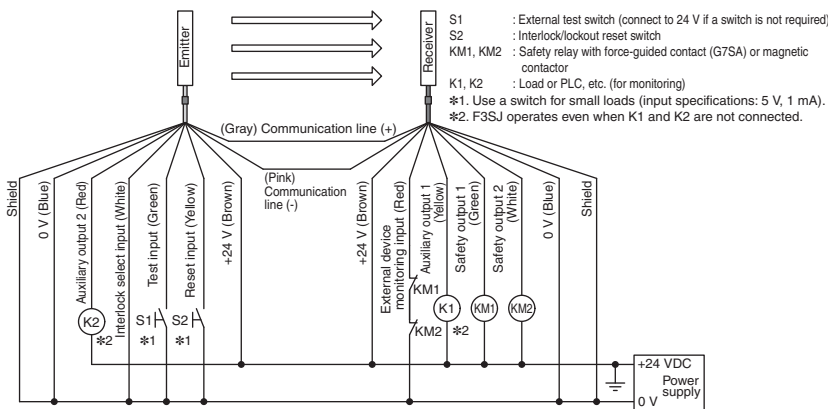 Emitter
Receiver
S1 : External test switch (connect to 24 V if a switch is not required)
S2 : Interlock/lockout reset switch
KM1, KM2 : Safety relay with force-guided contact (G7SA) or magnetic
contactor
K1, K2 : Load or PLC, etc. (for monitoring)
*1. Use a switch for small loads (input specifications: 5 V, 1 mA).
*2. F3SJ operates even when K1 and K2 are not connected.
(Gray) Communication line (+)
(Pink)
Communication
line (-)
Shield
0 V (Blue)
Auxiliary output 2 (Red)
Interlock select input (White)
Test input (Green)
Reset input (Yellow)
+24 V (Brown)
+24 V (Brown)
External device
monitoring input (Red)
Auxiliary output 1
(Yellow)
Safety output 1
(Green)
Safety output 2
(White)
0 V (Blue)
Shield
K2
*2
S1
*1
S2
*1
KM1
KM2
K1
*2
KM1
KM2
+24 VDC
Power
supply
0 V